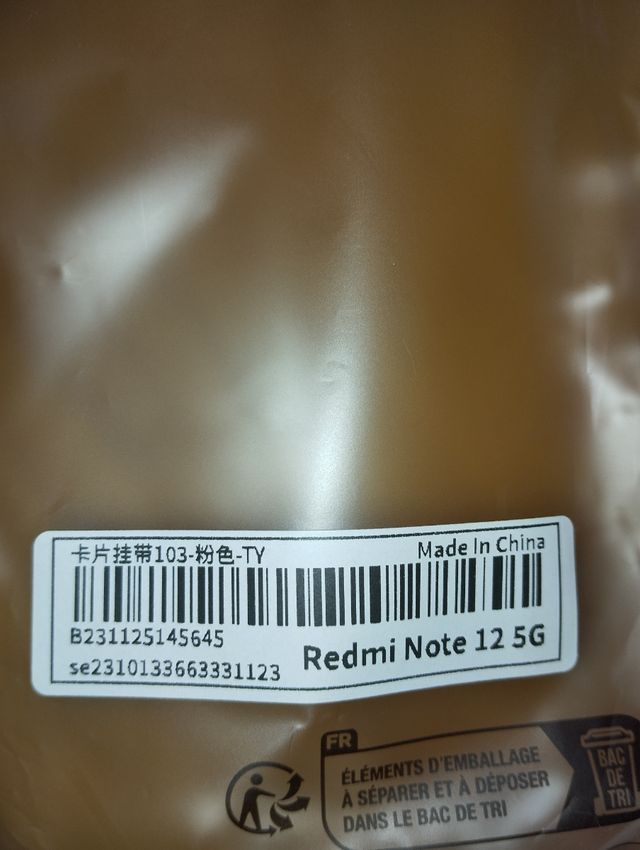 卡片挂带103-粉色-TY
Made In China
B231125145645
se2310133663331123
Redmi Note 12 5G
FR
ÉLÉMENTS D'EMBALLAGE
À SÉPARER ET À DÉPOSER
DANS LE BAC DE TRI
BAC
DE
TRI